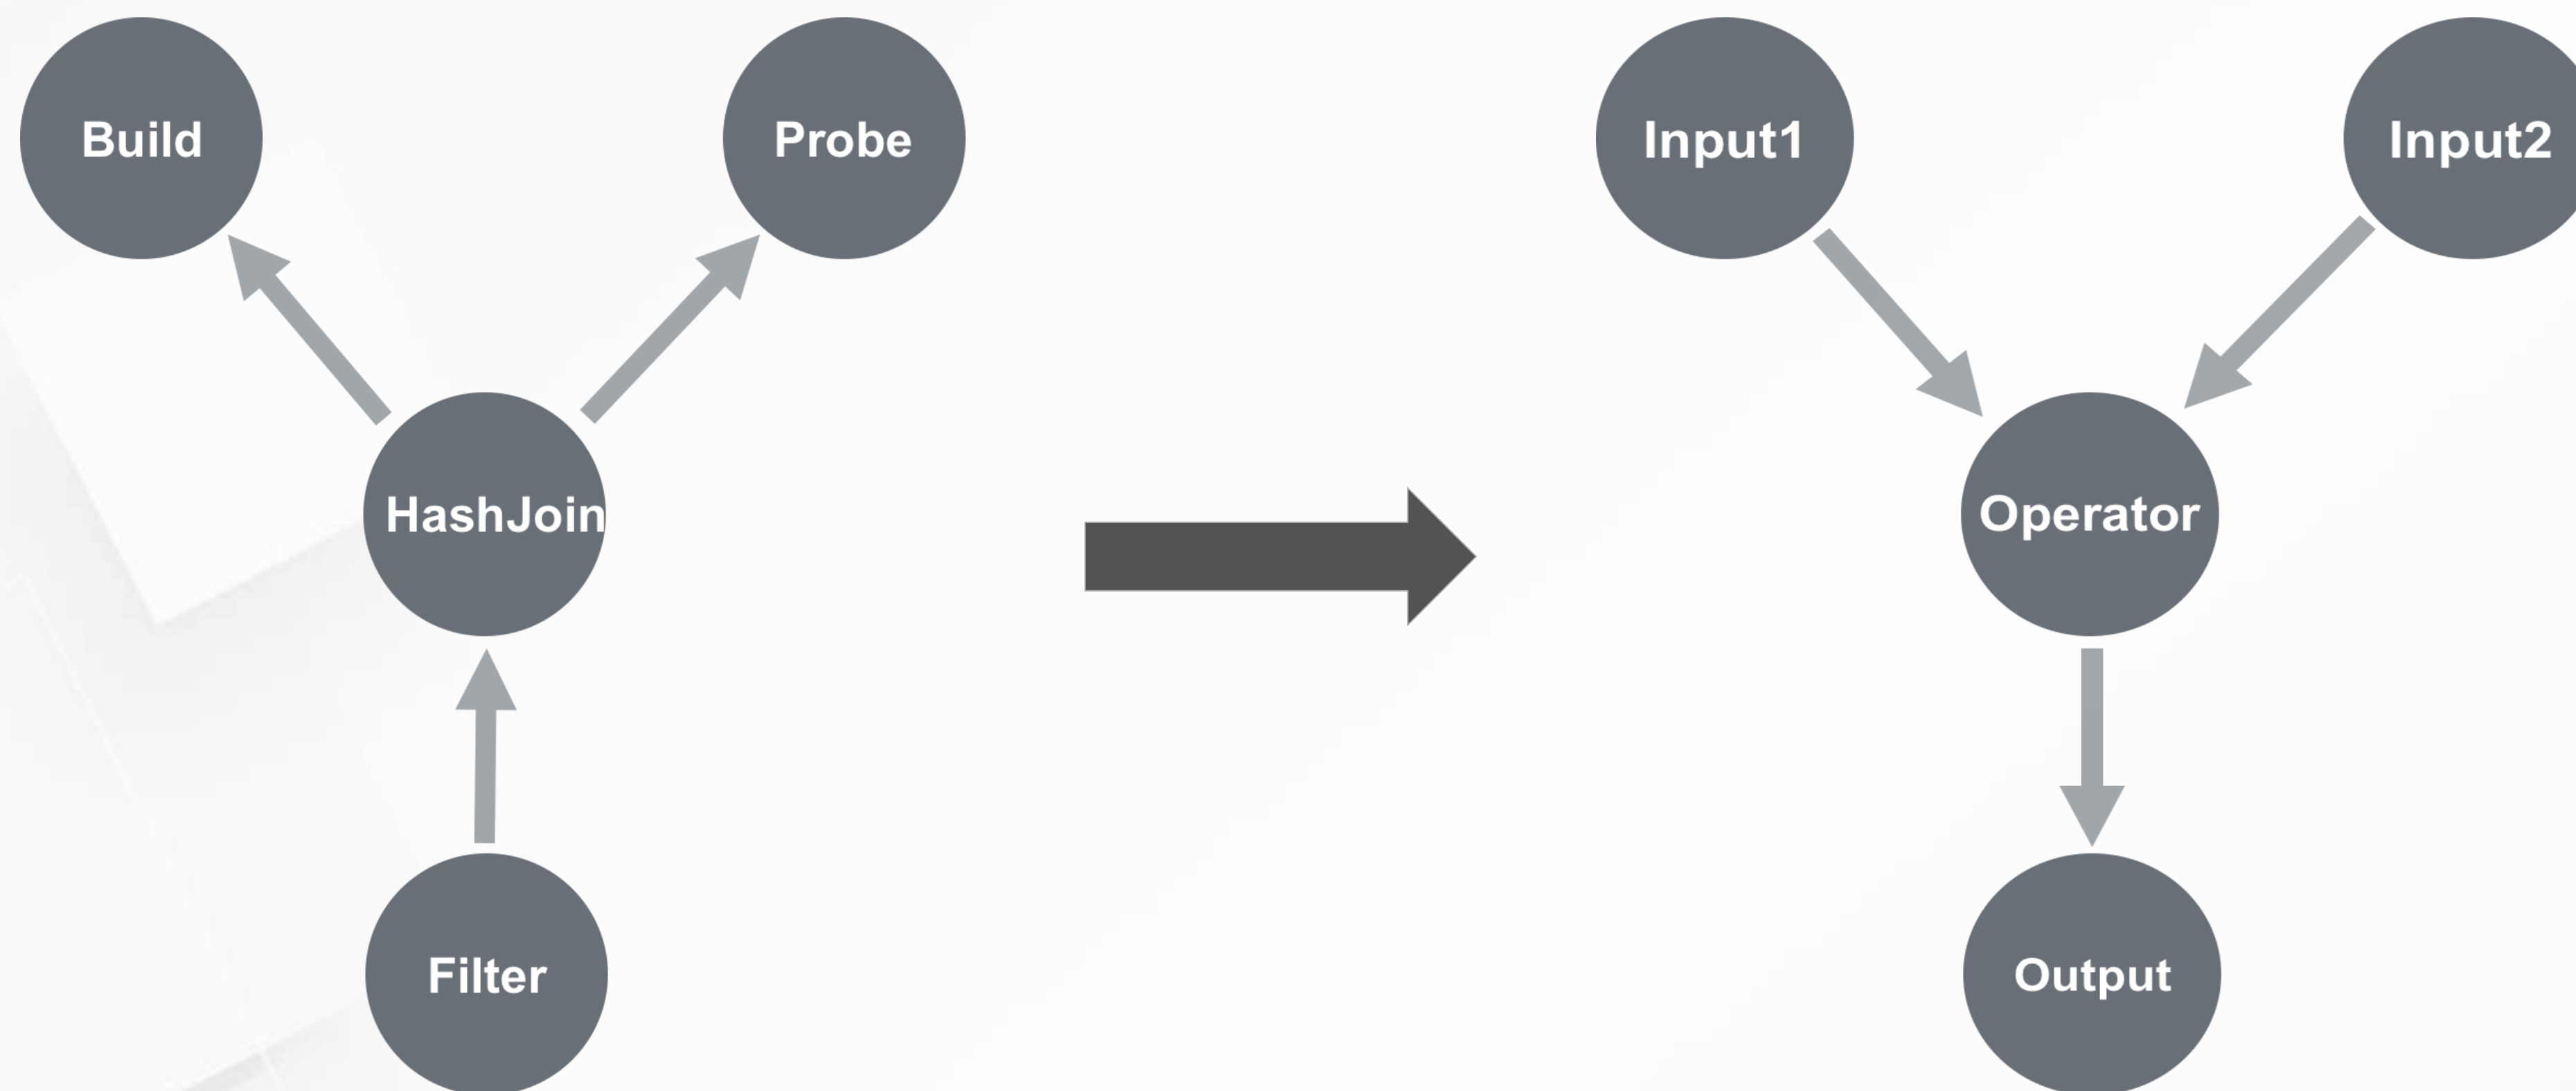 Build
Probe
Input1
Input2
HashJoin
Operator
Filter
Output